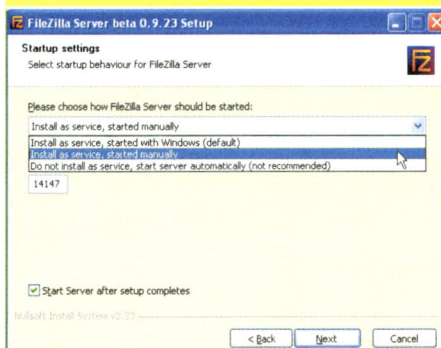 FileZilla Server beta 0.9.23 Setup
Startup settings
Select startup behaviour for FileZilla Server
FZ
Please choose how FileZilla Server should be started:
Install as service, started manually
Install as service, started with Windows (default)
Install as service, started manually
Do not install as service, start server automatically (not recommended)
14147
Start Server after setup completes
Nullsoft Install System v2.22
< Back
Next
Cancel